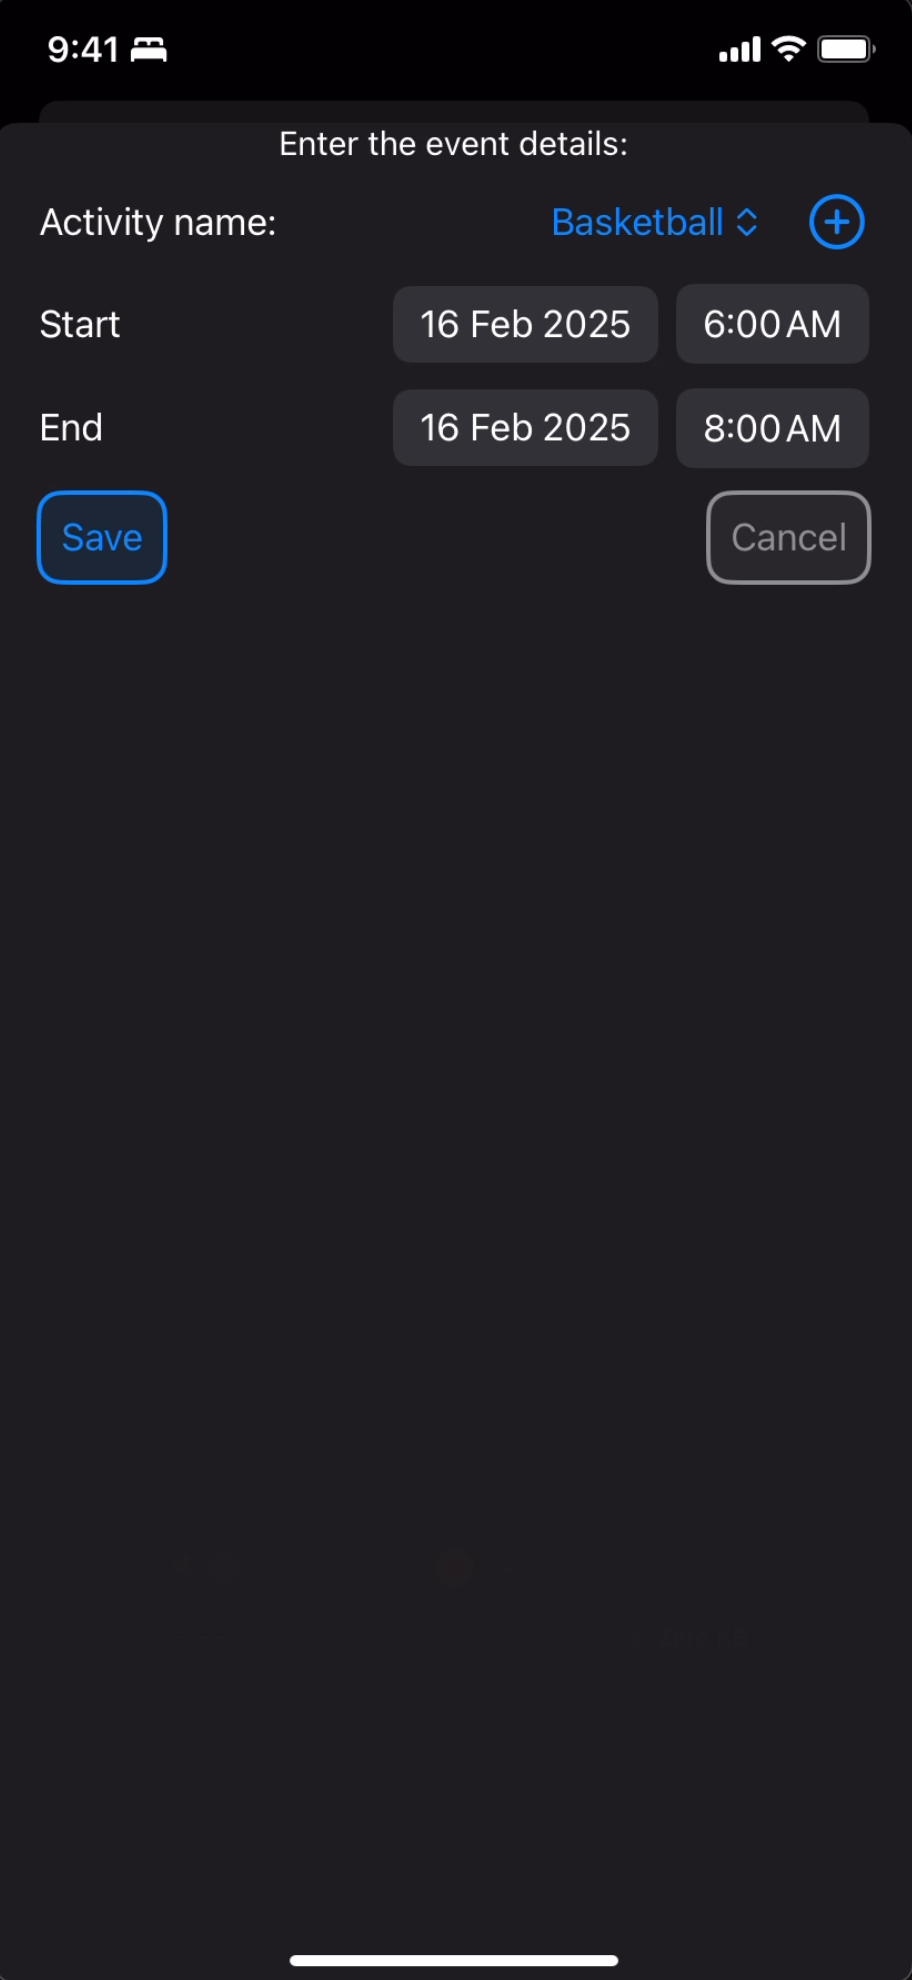 9:41
Enter the event details:
Activity name: Basketball
Start 16 Feb 2025 6:00 AM
End 16 Feb 2025 8:00 AM
Save Cancel